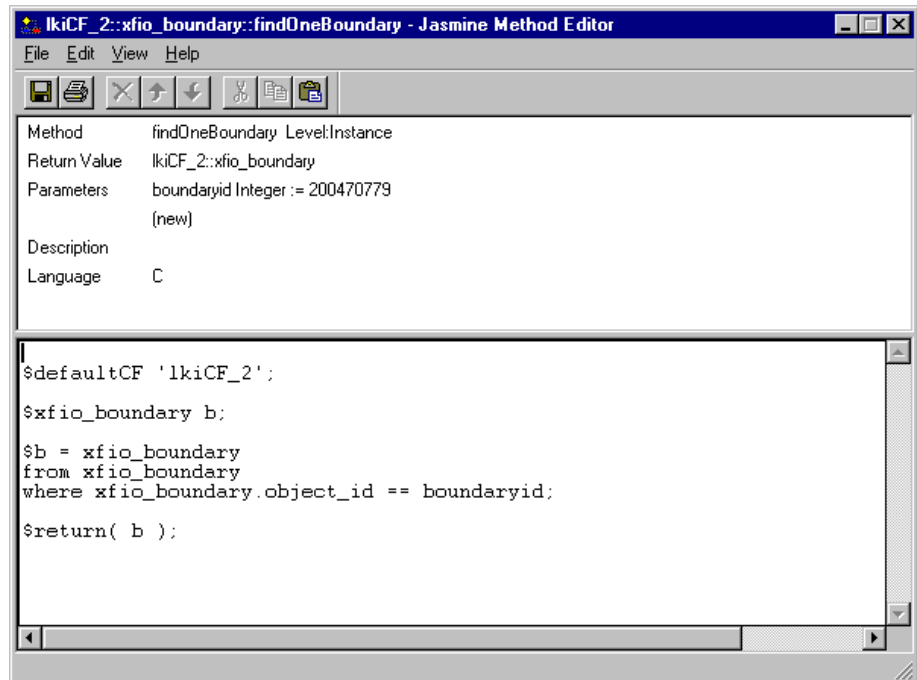 lkiCF_2::xfio_boundary::findOneBoundary - Jasmine Method Editor
File Edit View Help
Method findOneBoundary Level:Instance
Return Value lkiCF_2::xfio_boundary
Parameters boundaryid Integer := 200470779
(new)
Description
Language C
$defaultCF 'lkiCF_2';
$xfio_boundary b;
$b = xfio_boundary
from xfio_boundary
where xfio_boundary.object_id == boundaryid;
$return( b );